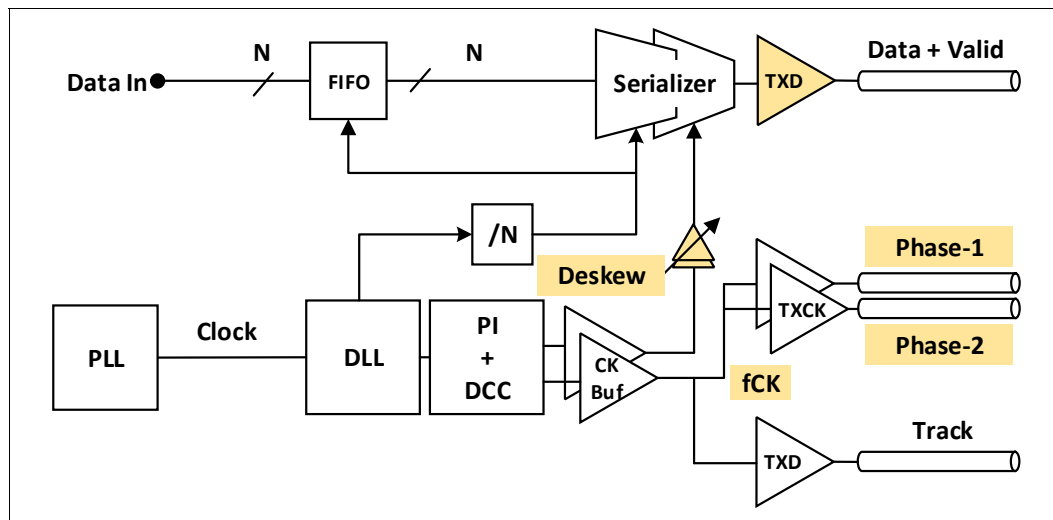 N
N
Data + Valid
Data In
FIFO
Serializer
TXD
/N
Deskew
Phase-1
TXCK
Phase-2
PLL
Clock
DLL
PI
+
DCC
CK
Buf
fCK
Track
TXD